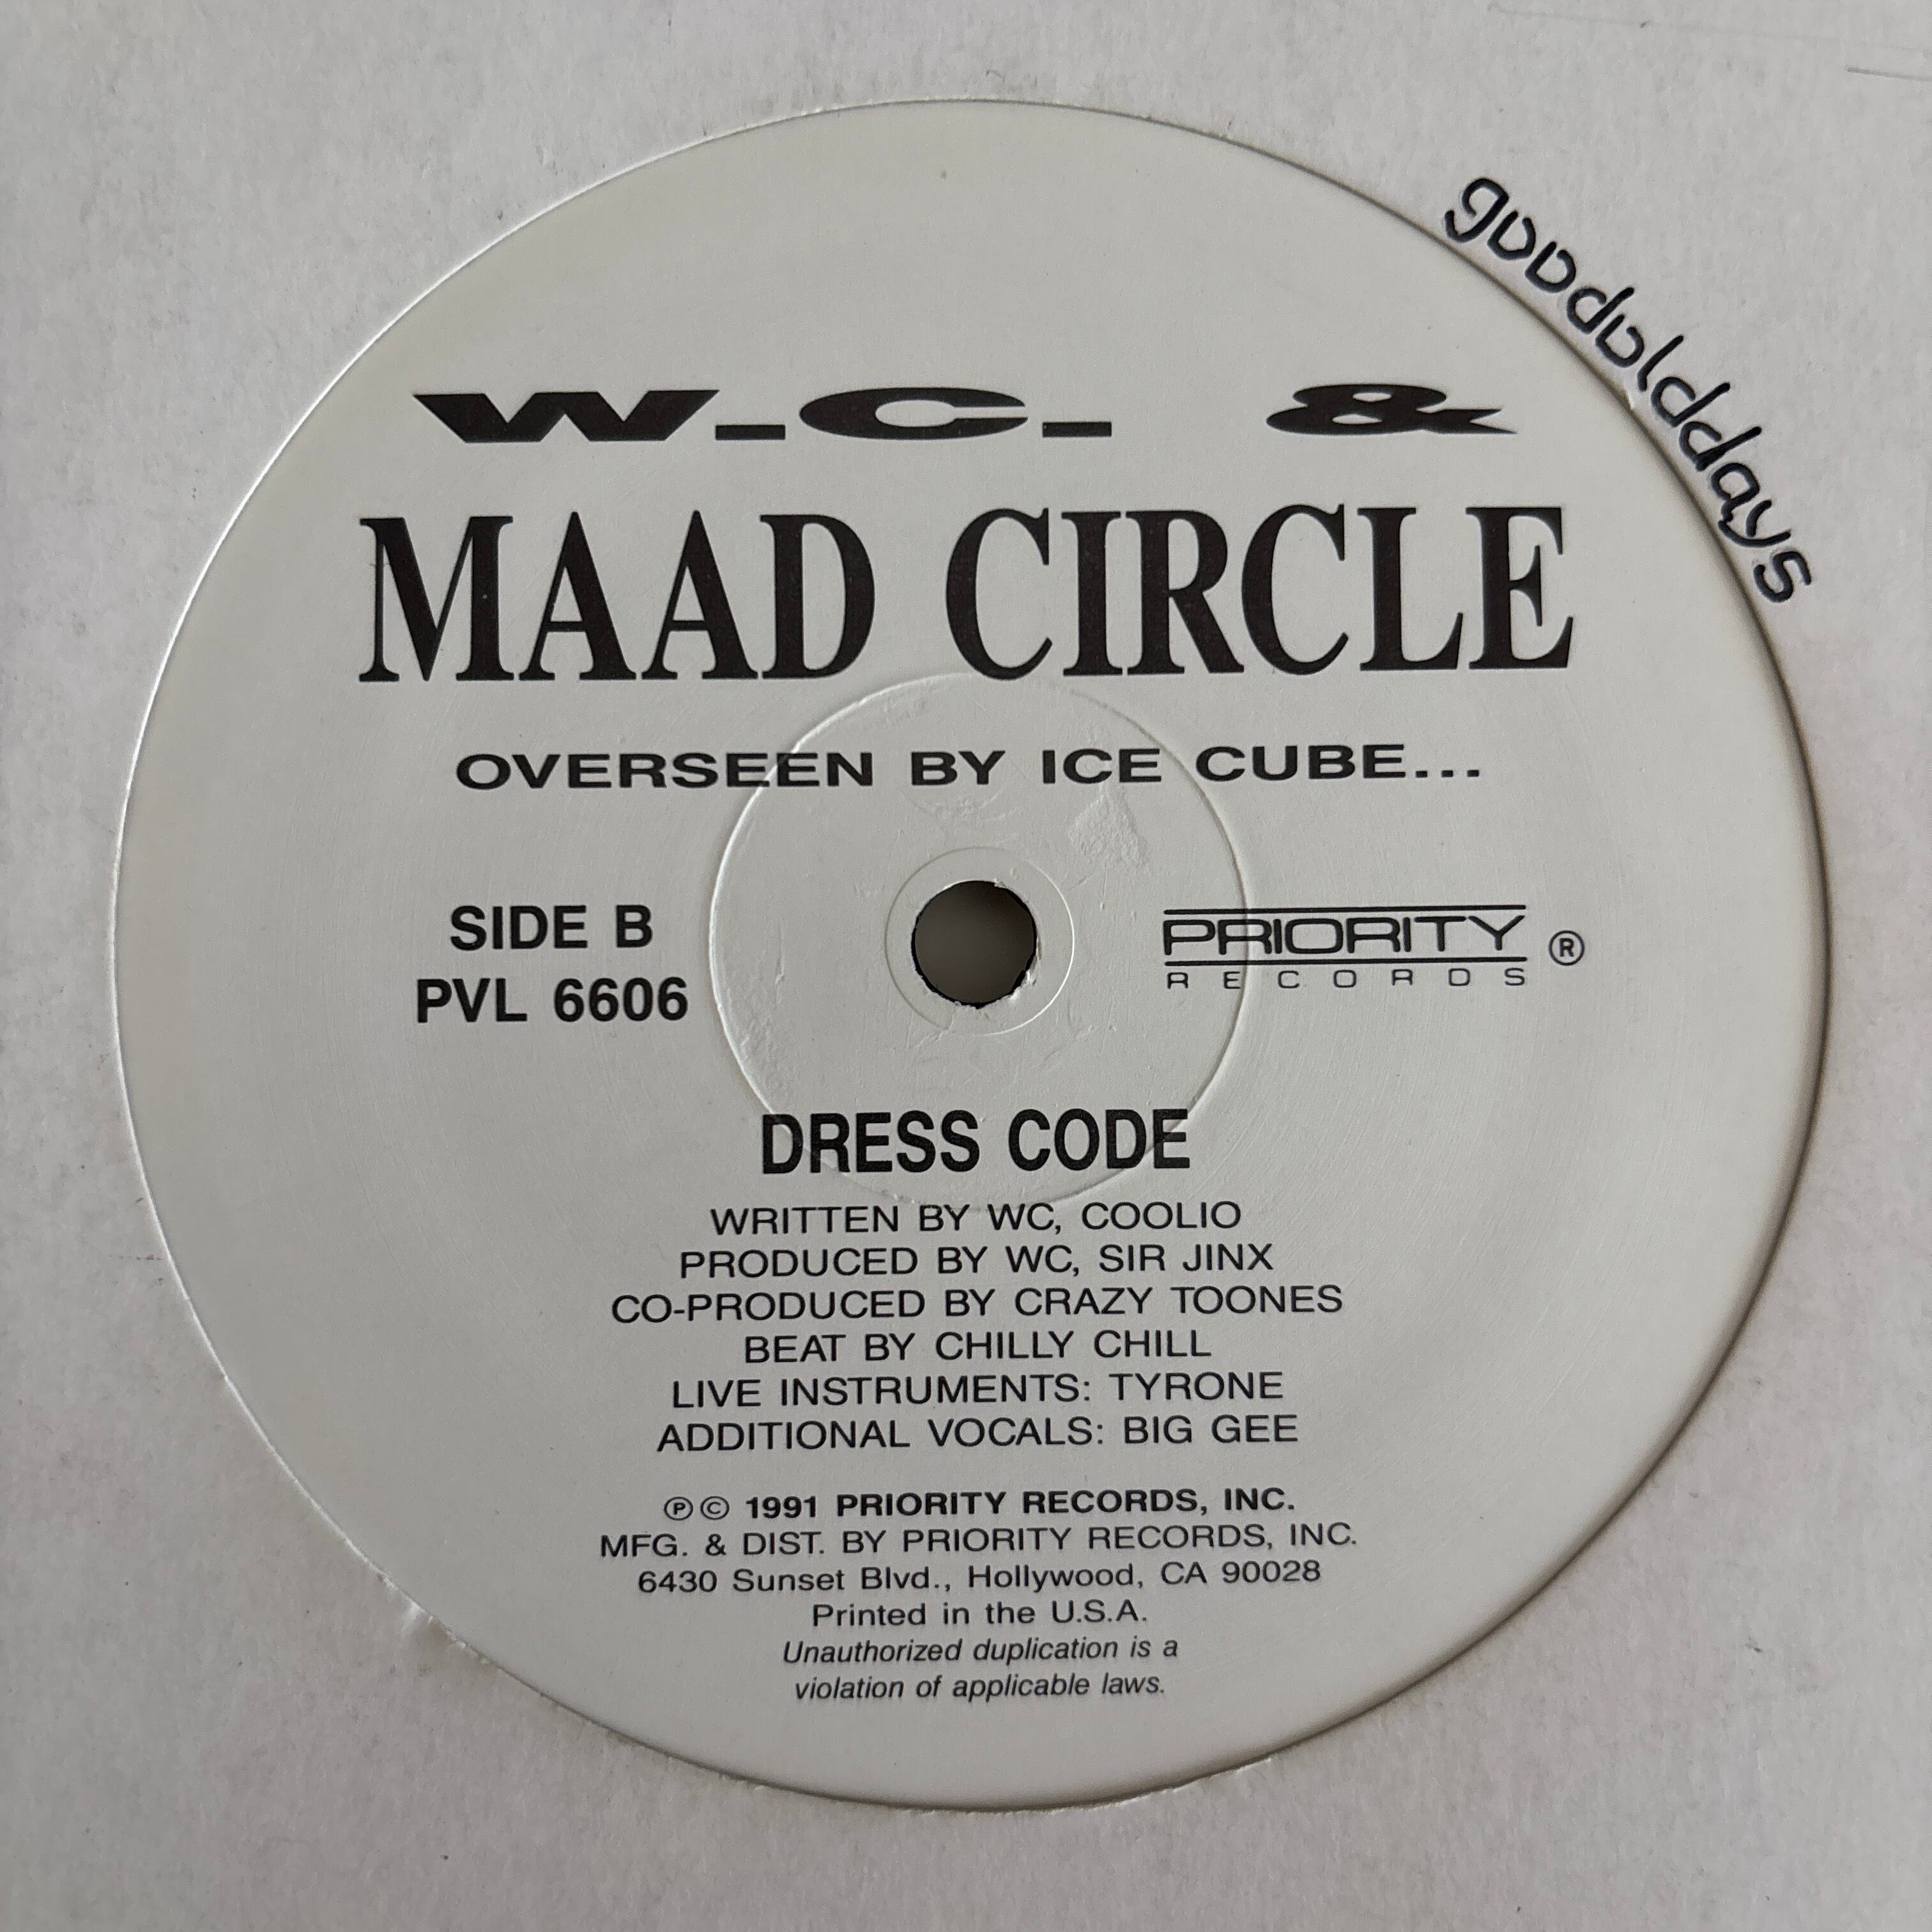 goodolddays
W.C. &
MAAD CIRCLE
OVERSEEN BY ICE CUBE...
SIDE B
PVL 6606
PRIORITY ®
RECORDS
DRESS CODE
WRITTEN BY WC, COOLIO
PRODUCED BY WC, SIR JINX
CO-PRODUCED BY CRAZY TOONES
BEAT BY CHILLY CHILL
LIVE INSTRUMENTS: TYRONE
ADDITIONAL VOCALS: BIG GEE
℗ © 1991 PRIORITY RECORDS, INC.
MFG. & DIST. BY PRIORITY RECORDS, INC.
6430 Sunset Blvd., Hollywood, CA 90028
Printed in the U.S.A.
Unauthorized duplication is a
violation of applicable laws.